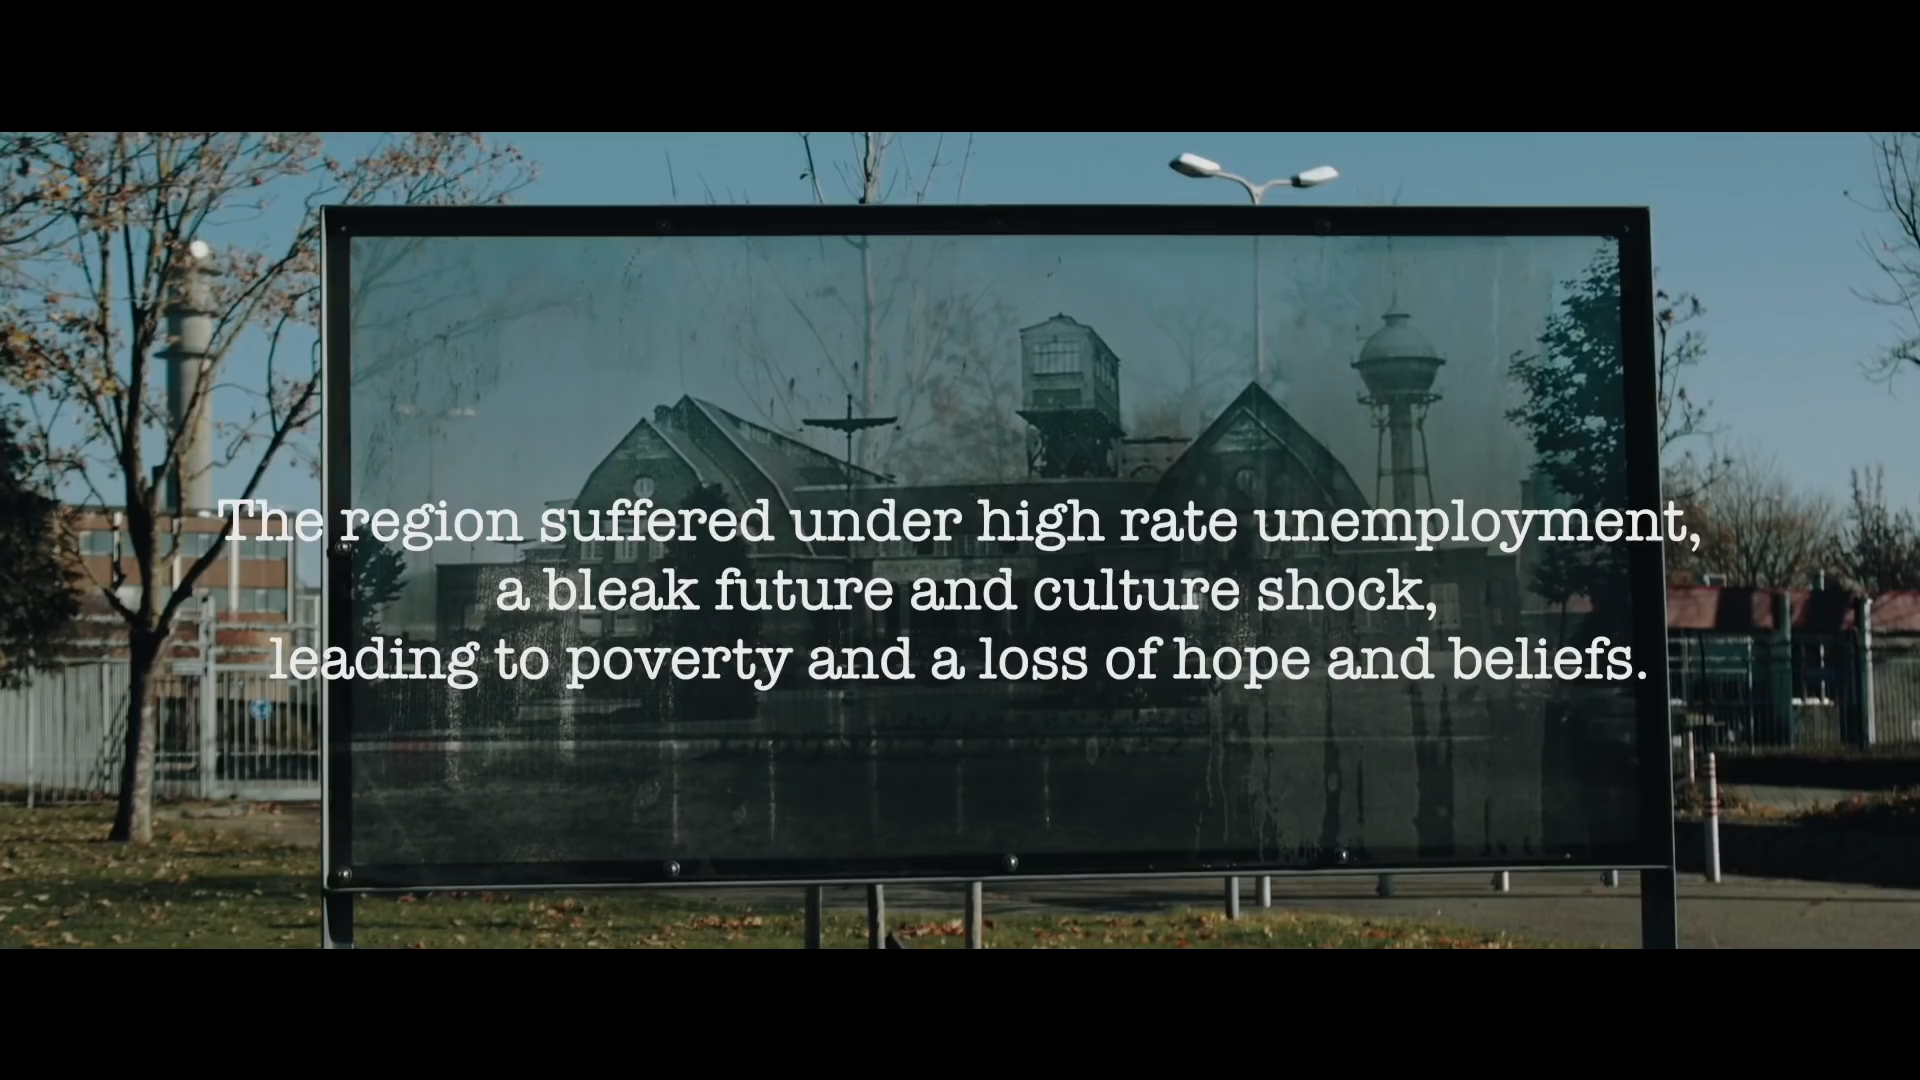 The region suffered under high rate unemployment,
a bleak future and culture shock,
leading to poverty and a loss of hope and beliefs.